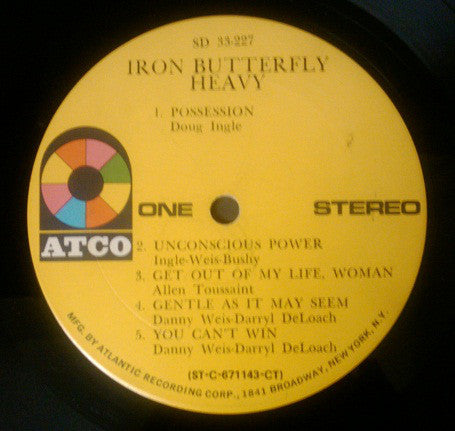 SD 33-227
IRON BUTTERFLY
HEAVY
1. POSSESSION
Doug Ingle
ATCO
ONE
STEREO
2. UNCONSCIOUS POWER
Ingle-Weis-Bushy
3. GET OUT OF MY LIFE, WOMAN
Allen Toussaint
4. GENTLE AS IT MAY SEEM
Danny Weis-Darryl DeLoach
5. YOU CAN'T WIN
Danny Weis-Darryl DeLoach
(ST-C-671143-CT)
MFG. BY ATLANTIC RECORDING CORP., 1841 BROADWAY, NEW YORK, N.Y.